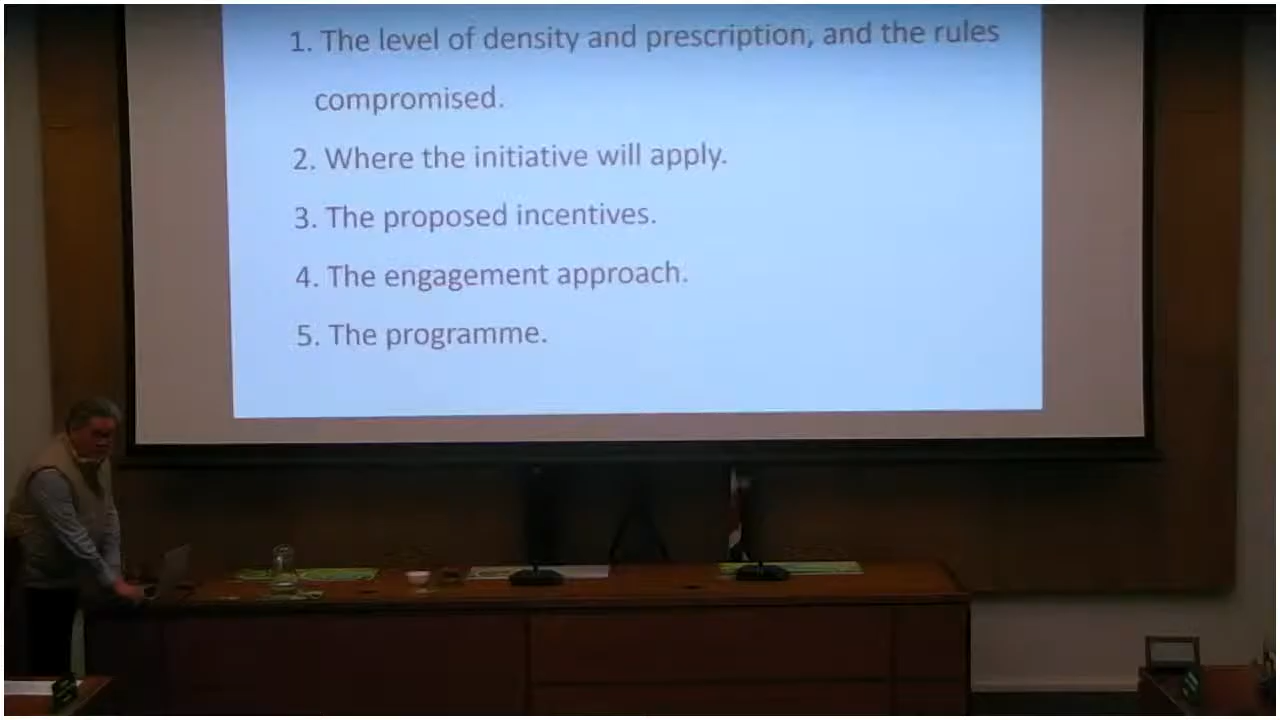 1. The level of density and prescription, and the rules
compromised.
2. Where the initiative will apply.
3. The proposed incentives.
4. The engagement approach.
5. The programme.